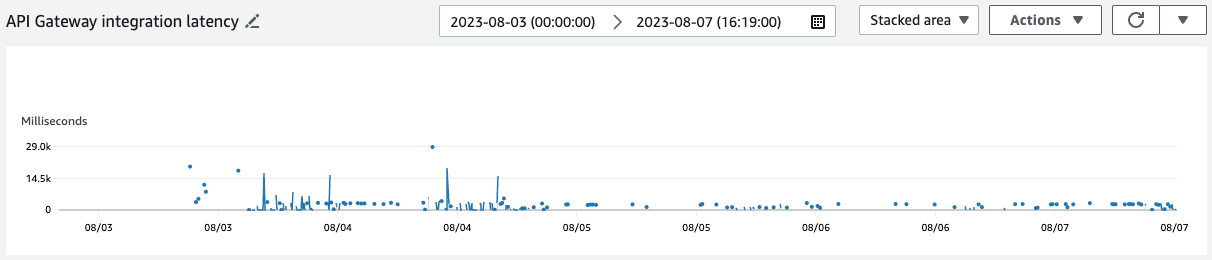 API Gateway integration latency
2023-08-03 (00:00:00) 2023-08-07 (16:19:00)
Stacked area
Actions
Milliseconds
29.0k
14.5k
0
08/03 08/03 08/04 08/04 08/05 08/05 08/06 08/06 08/07 08/07